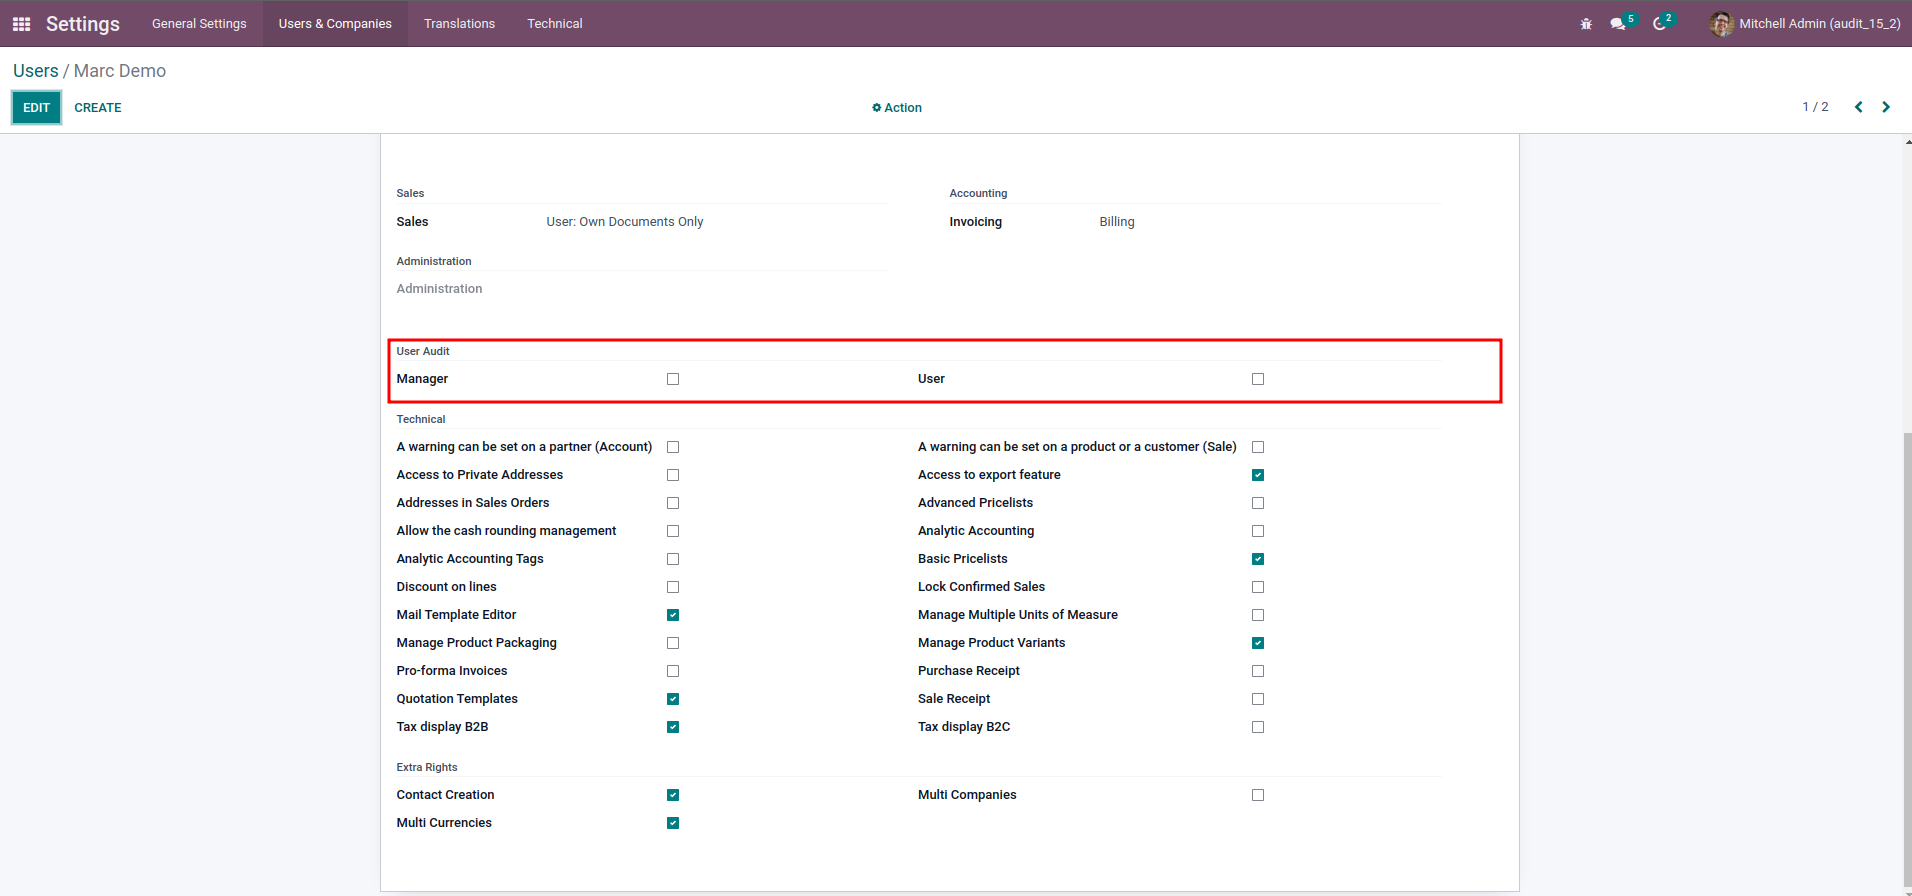 Settings General Settings Users & Companies Translations Technical 5 2 Mitchell Admin (audit_15_2)
Users / Marc Demo
EDIT CREATE Action 1 / 2
Sales Accounting
Sales User: Own Documents Only Invoicing Billing
Administration
Administration
User Audit
Manager User
Technical
A warning can be set on a partner (Account) A warning can be set on a product or a customer (Sale)
Access to Private Addresses Access to export feature
Addresses in Sales Orders Advanced Pricelists
Allow the cash rounding management Analytic Accounting
Analytic Accounting Tags Basic Pricelists
Discount on lines Lock Confirmed Sales
Mail Template Editor Manage Multiple Units of Measure
Manage Product Packaging Manage Product Variants
Pro-forma Invoices Purchase Receipt
Quotation Templates Sale Receipt
Tax display B2B Tax display B2C
Extra Rights
Contact Creation Multi Companies
Multi Currencies